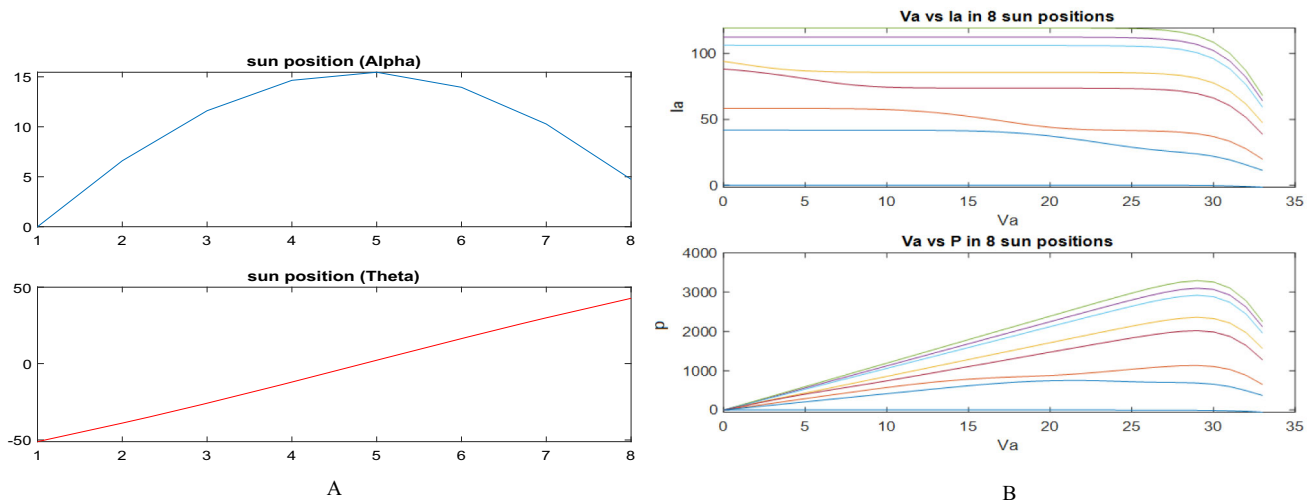 sun position (Alpha)
15
10
5
0
1 2 3 4 5 6 7 8
sun position (Theta)
50
0
-50
1 2 3 4 5 6 7 8
A
Va vs Ia in 8 sun positions
Ia
100
50
0
0 5 10 15 20 25 30 35
Va
Va vs P in 8 sun positions
p
4000
3000
2000
1000
0
0 5 10 15 20 25 30 35
Va
B